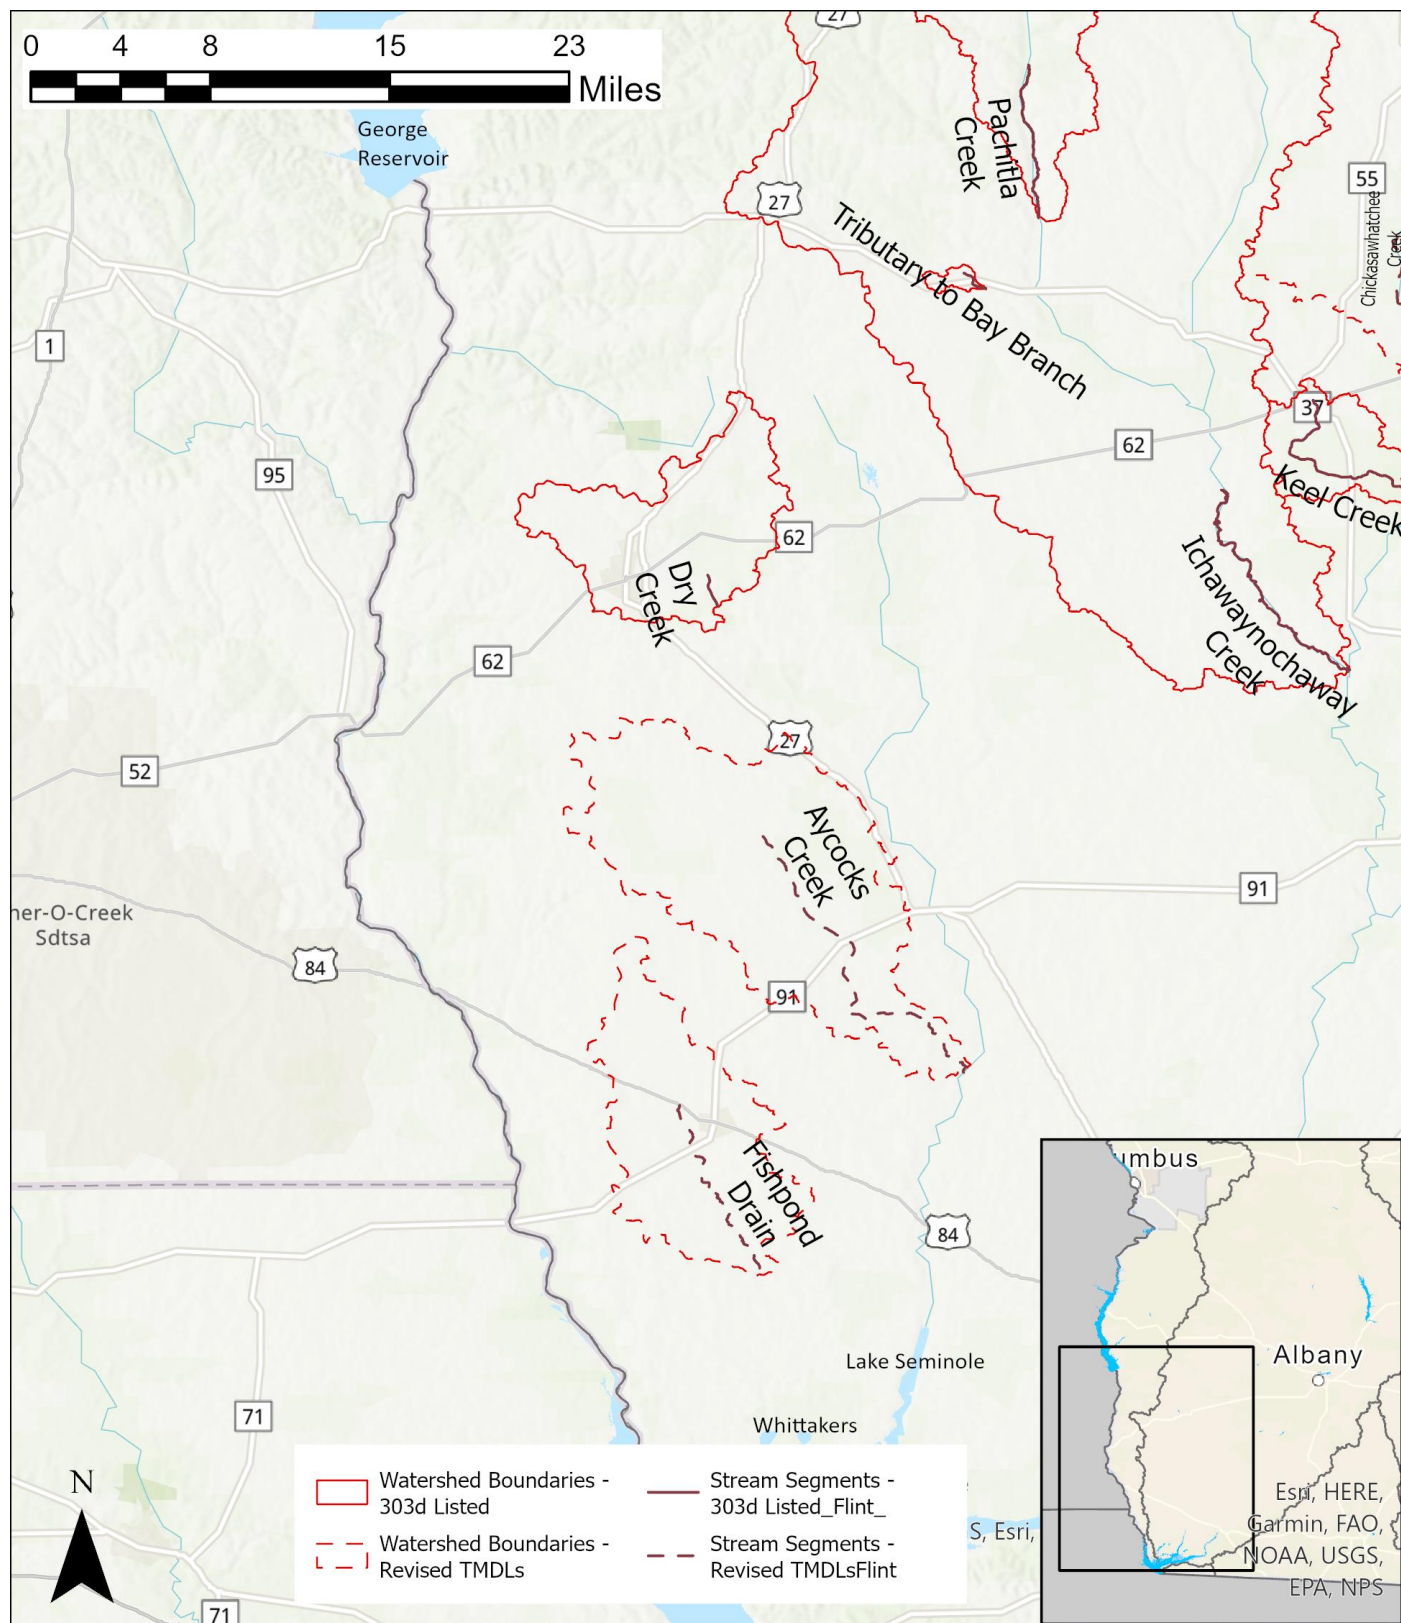 0 4 8 15 23
Miles
27
George
Reservoir
Pachitla
Creek
55
27
Chickasawhatchee
Creek
Tributary to Bay Branch
1
37
62
95
Keel Creek
62
Dry
Creek
Ichawaynochaway
Creek
62
27
52
Aycocks
Creek
91
ner-O-Creek
Sdtsa
84
91
Fishpond
Drain
84
umbus
Lake Seminole
Albany
71
Whittakers
N
Watershed Boundaries -
303d Listed
Stream Segments -
303d Listed_Flint_
Watershed Boundaries -
Revised TMDLs
Stream Segments -
Revised TMDLsFlint
S, Esri,
Esri, HERE,
Garmin, FAO,
NOAA, USGS,
EPA, NPS
71